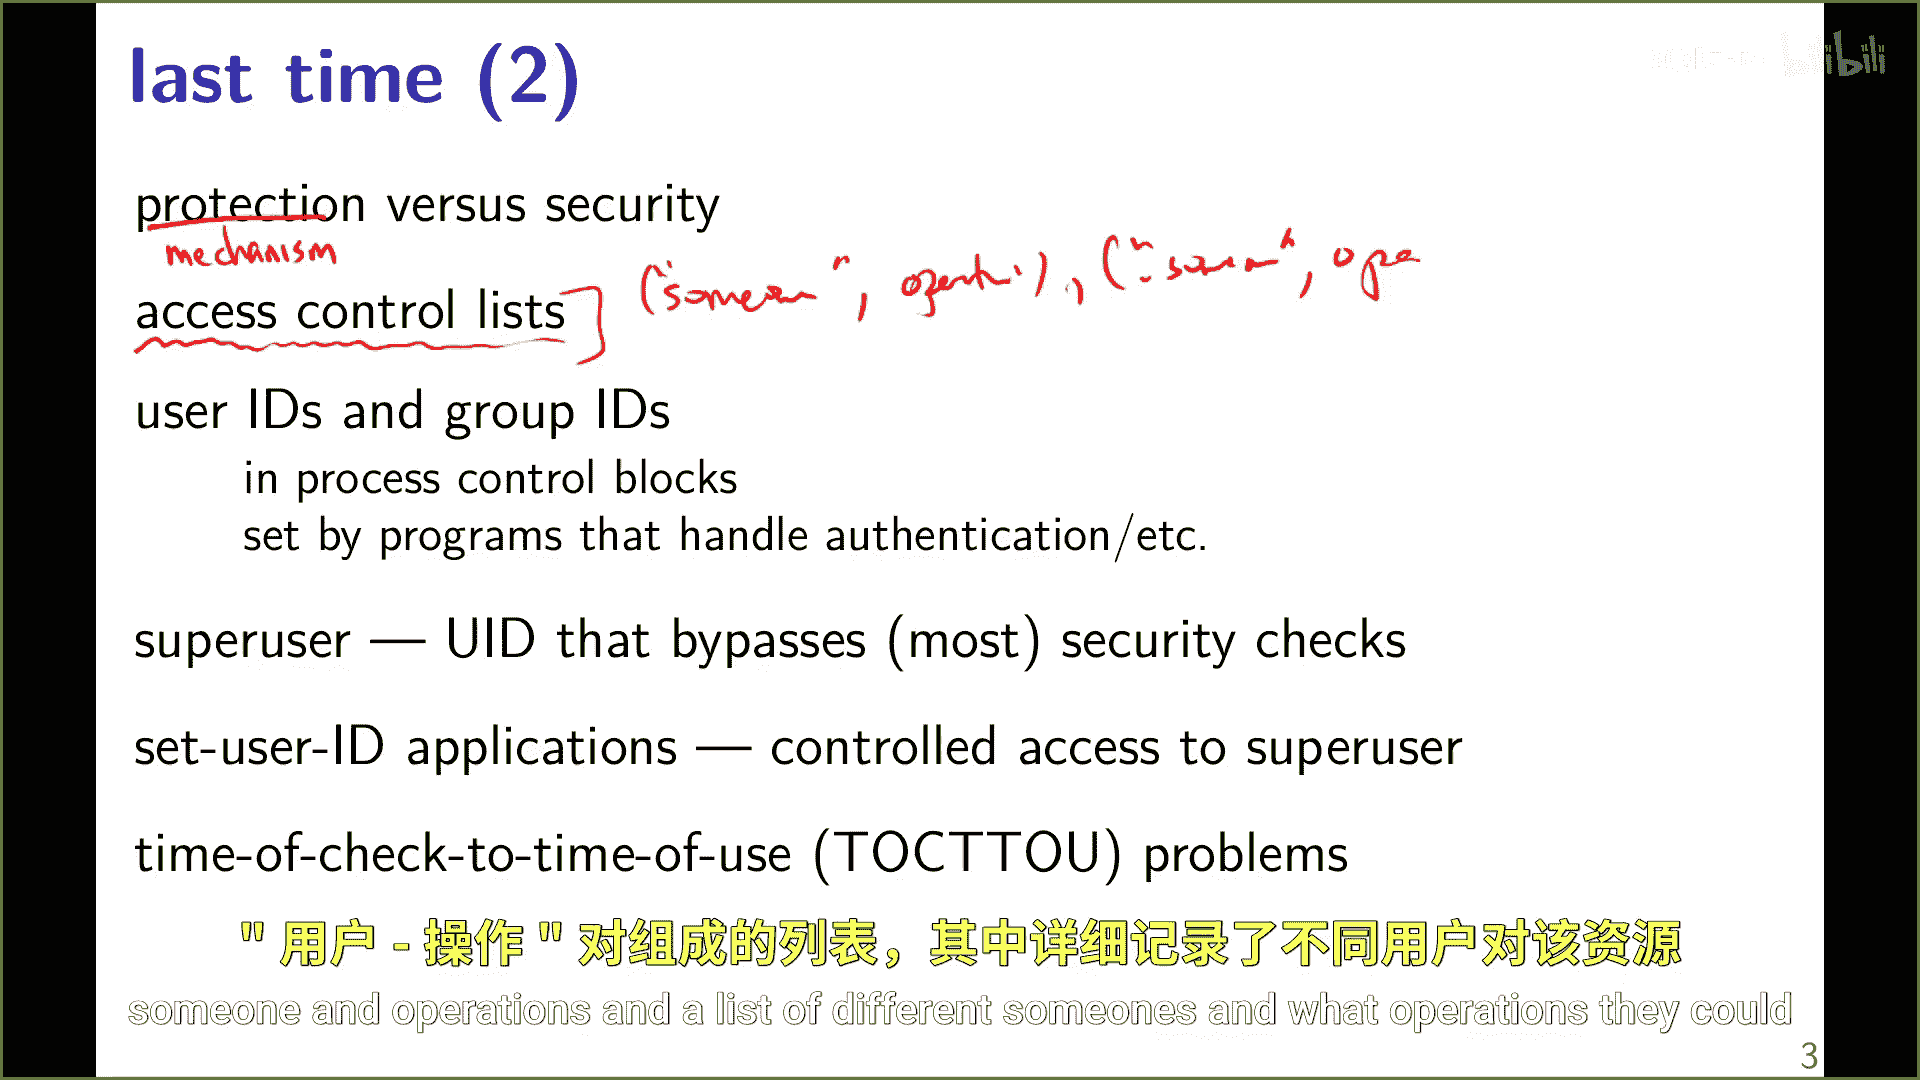 last time (2)
bilibili
protection versus security
mechanism
access control lists
("someone", operation), ("someone", ope
user IDs and group IDs
in process control blocks
set by programs that handle authentication/etc.
superuser — UID that bypasses (most) security checks
set-user-ID applications — controlled access to superuser
time-of-check-to-time-of-use (TOCTTOU) problems
"用户-操作"对组成的列表，其中详细记录了不同用户对该资源
someone and operations and a list of different someones and what operations they could
3